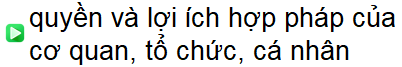 quyền và lợi ích hợp pháp của
cơ quan, tổ chức, cá nhân